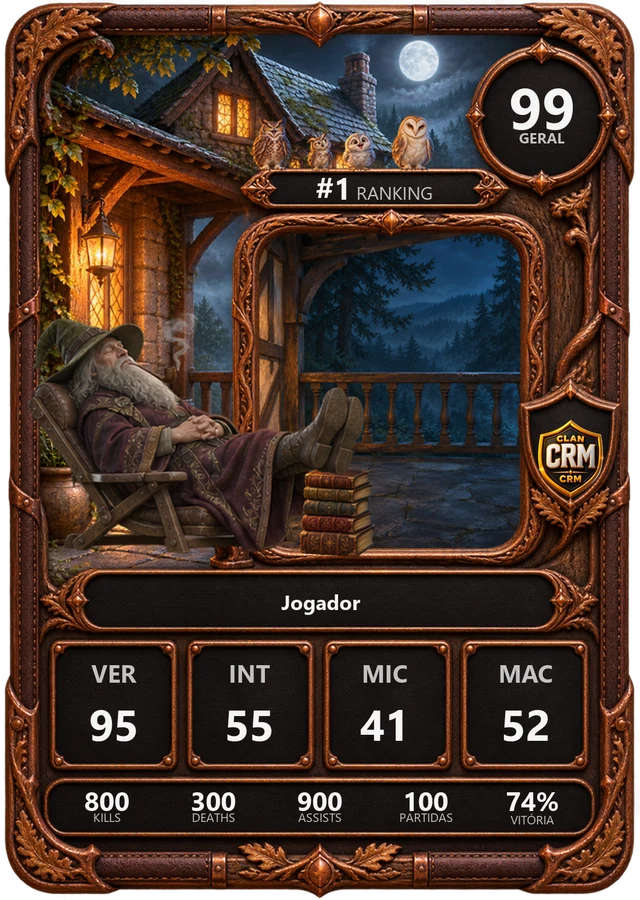 99
GERAL
#1 RANKING
CLAN
CRM
CRM
Jogador
VER INT MIC MAC
95 55 41 52
800 300 900 100 74%
KILLS DEATHS ASSISTS PARTIDAS VITÓRIA